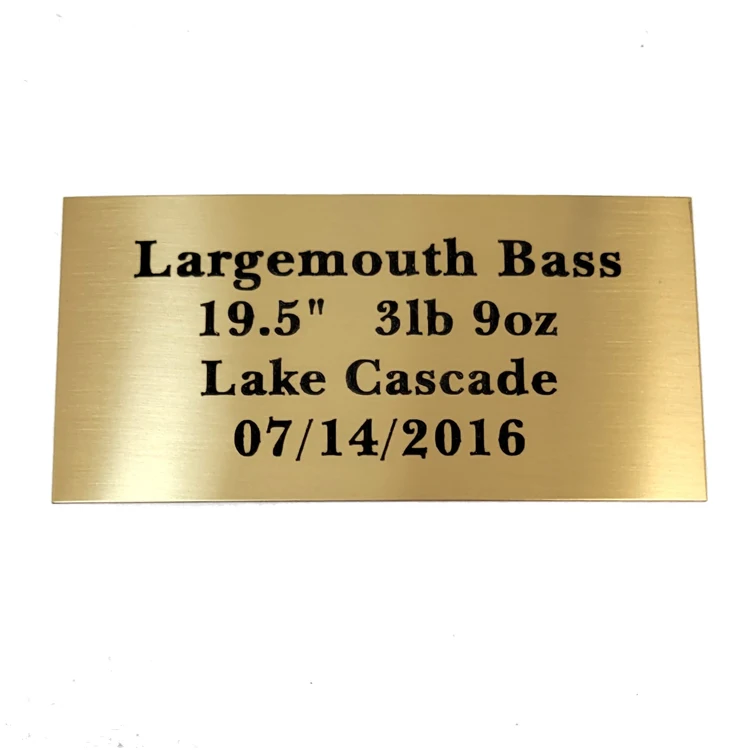 Largemouth Bass
19.5" 3lb 9oz
Lake Cascade
07/14/2016